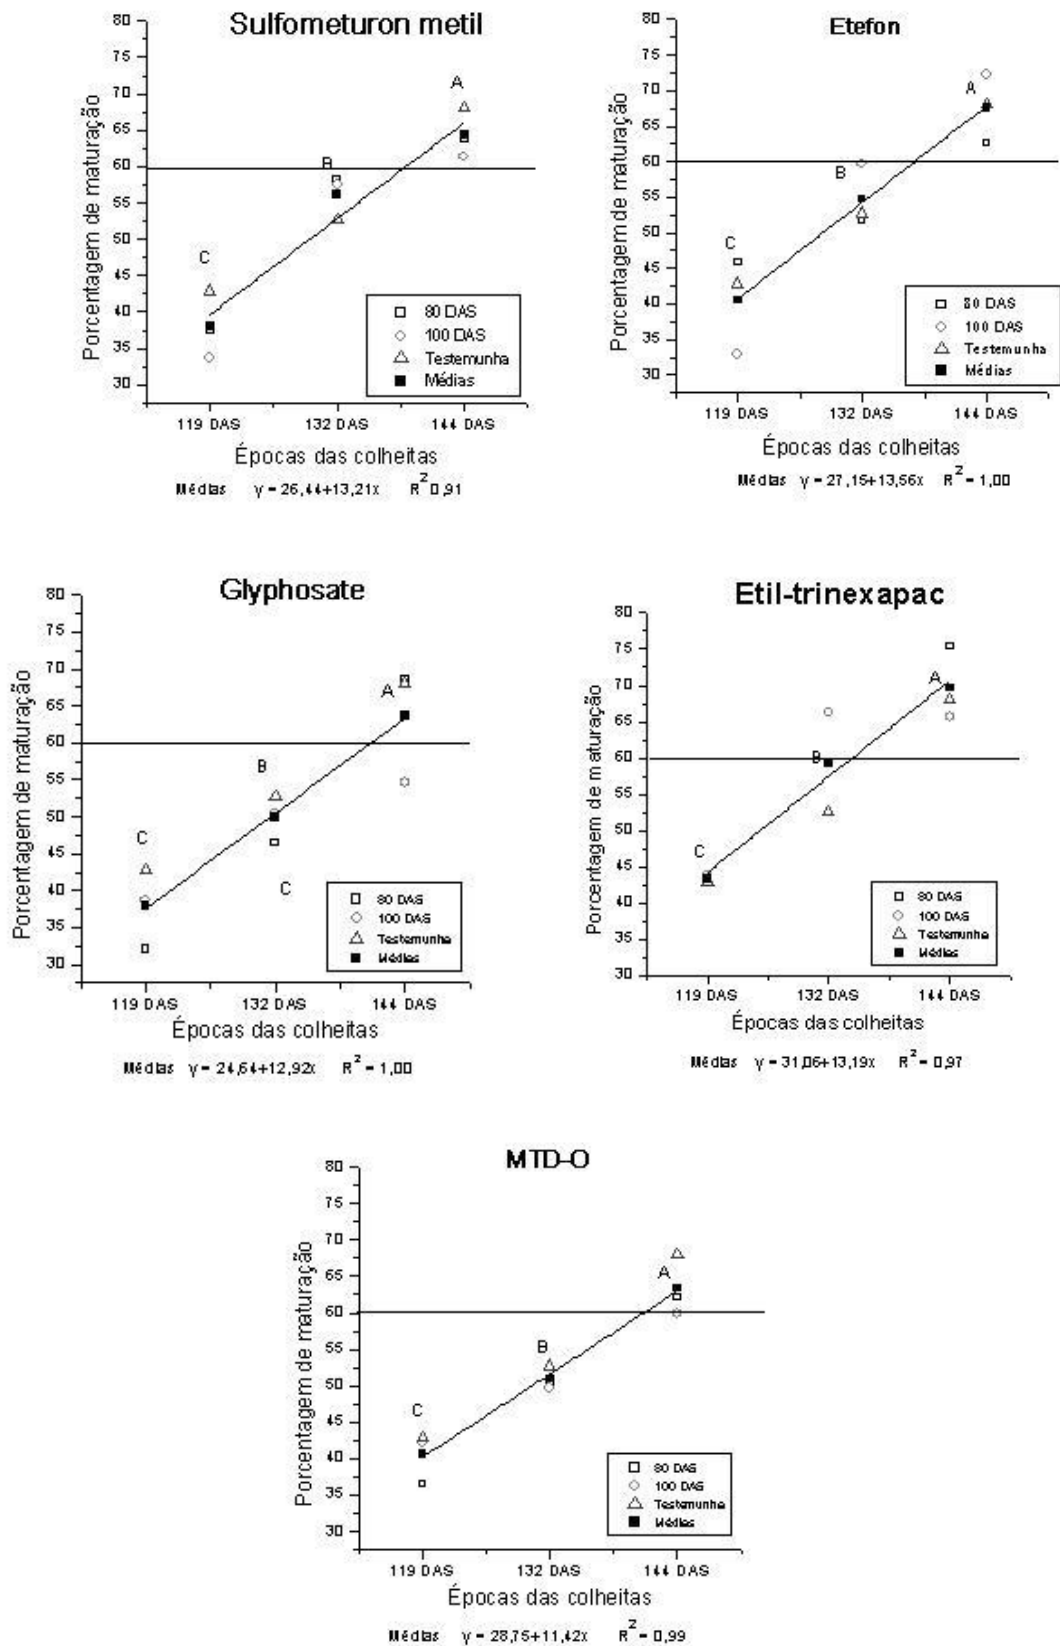 Sulfometuron metil
Porcentagem de maturação
80
75
70
65
60
55
50
45
40
35
30
A
B
C
80 DAS
100 DAS
Testemunha
Médias
119 DAS 132 DAS 144 DAS
Épocas das colheitas
Médias y = 26,44+13,21x R² 0,91
Etefon
Porcentagem de maturação
80
75
70
65
60
55
50
45
40
35
30
A
B
C
80 DAS
100 DAS
Testemunha
Médias
119 DAS 132 DAS 144 DAS
Épocas das colheitas
Médias y = 27,15+13,56x R² = 1,00
Glyphosate
Porcentagem de maturação
80
75
70
65
60
55
50
45
40
35
30
A
B
C
C
80 DAS
100 DAS
Testemunha
Médias
119 DAS 132 DAS 144 DAS
Épocas das colheitas
Médias y = 24,64+12,92x R² = 1,00
Etil-trinexapac
Porcentagem de maturação
80
75
70
65
60
55
50
45
40
35
30
A
B
C
80 DAS
100 DAS
Testemunha
Médias
119 DAS 132 DAS 144 DAS
Épocas das colheitas
Médias y = 31,06+13,19x R² = 0,97
MTD-O
Porcentagem de maturação
80
75
70
65
60
55
50
45
40
35
30
A
B
C
80 DAS
100 DAS
Testemunha
Médias
119 DAS 132 DAS 144 DAS
Épocas das colheitas
Médias y = 28,75+11,42x R² = 0,99